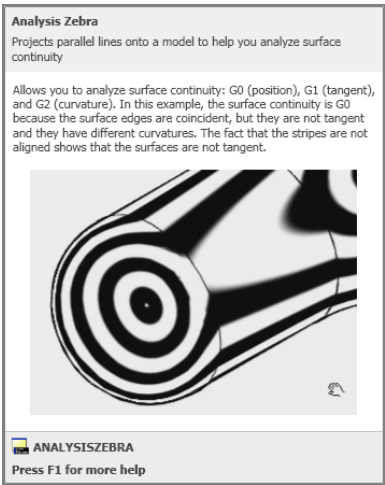 Analysis Zebra
Projects parallel lines onto a model to help you analyze surface
continuity
Allows you to analyze surface continuity: G0 (position), G1 (tangent),
and G2 (curvature). In this example, the surface continuity is G0
because the surface edges are coincident, but they are not tangent
and they have different curvatures. The fact that the stripes are not
aligned shows that the surfaces are not tangent.
ANALYSISZEBRA
Press F1 for more help